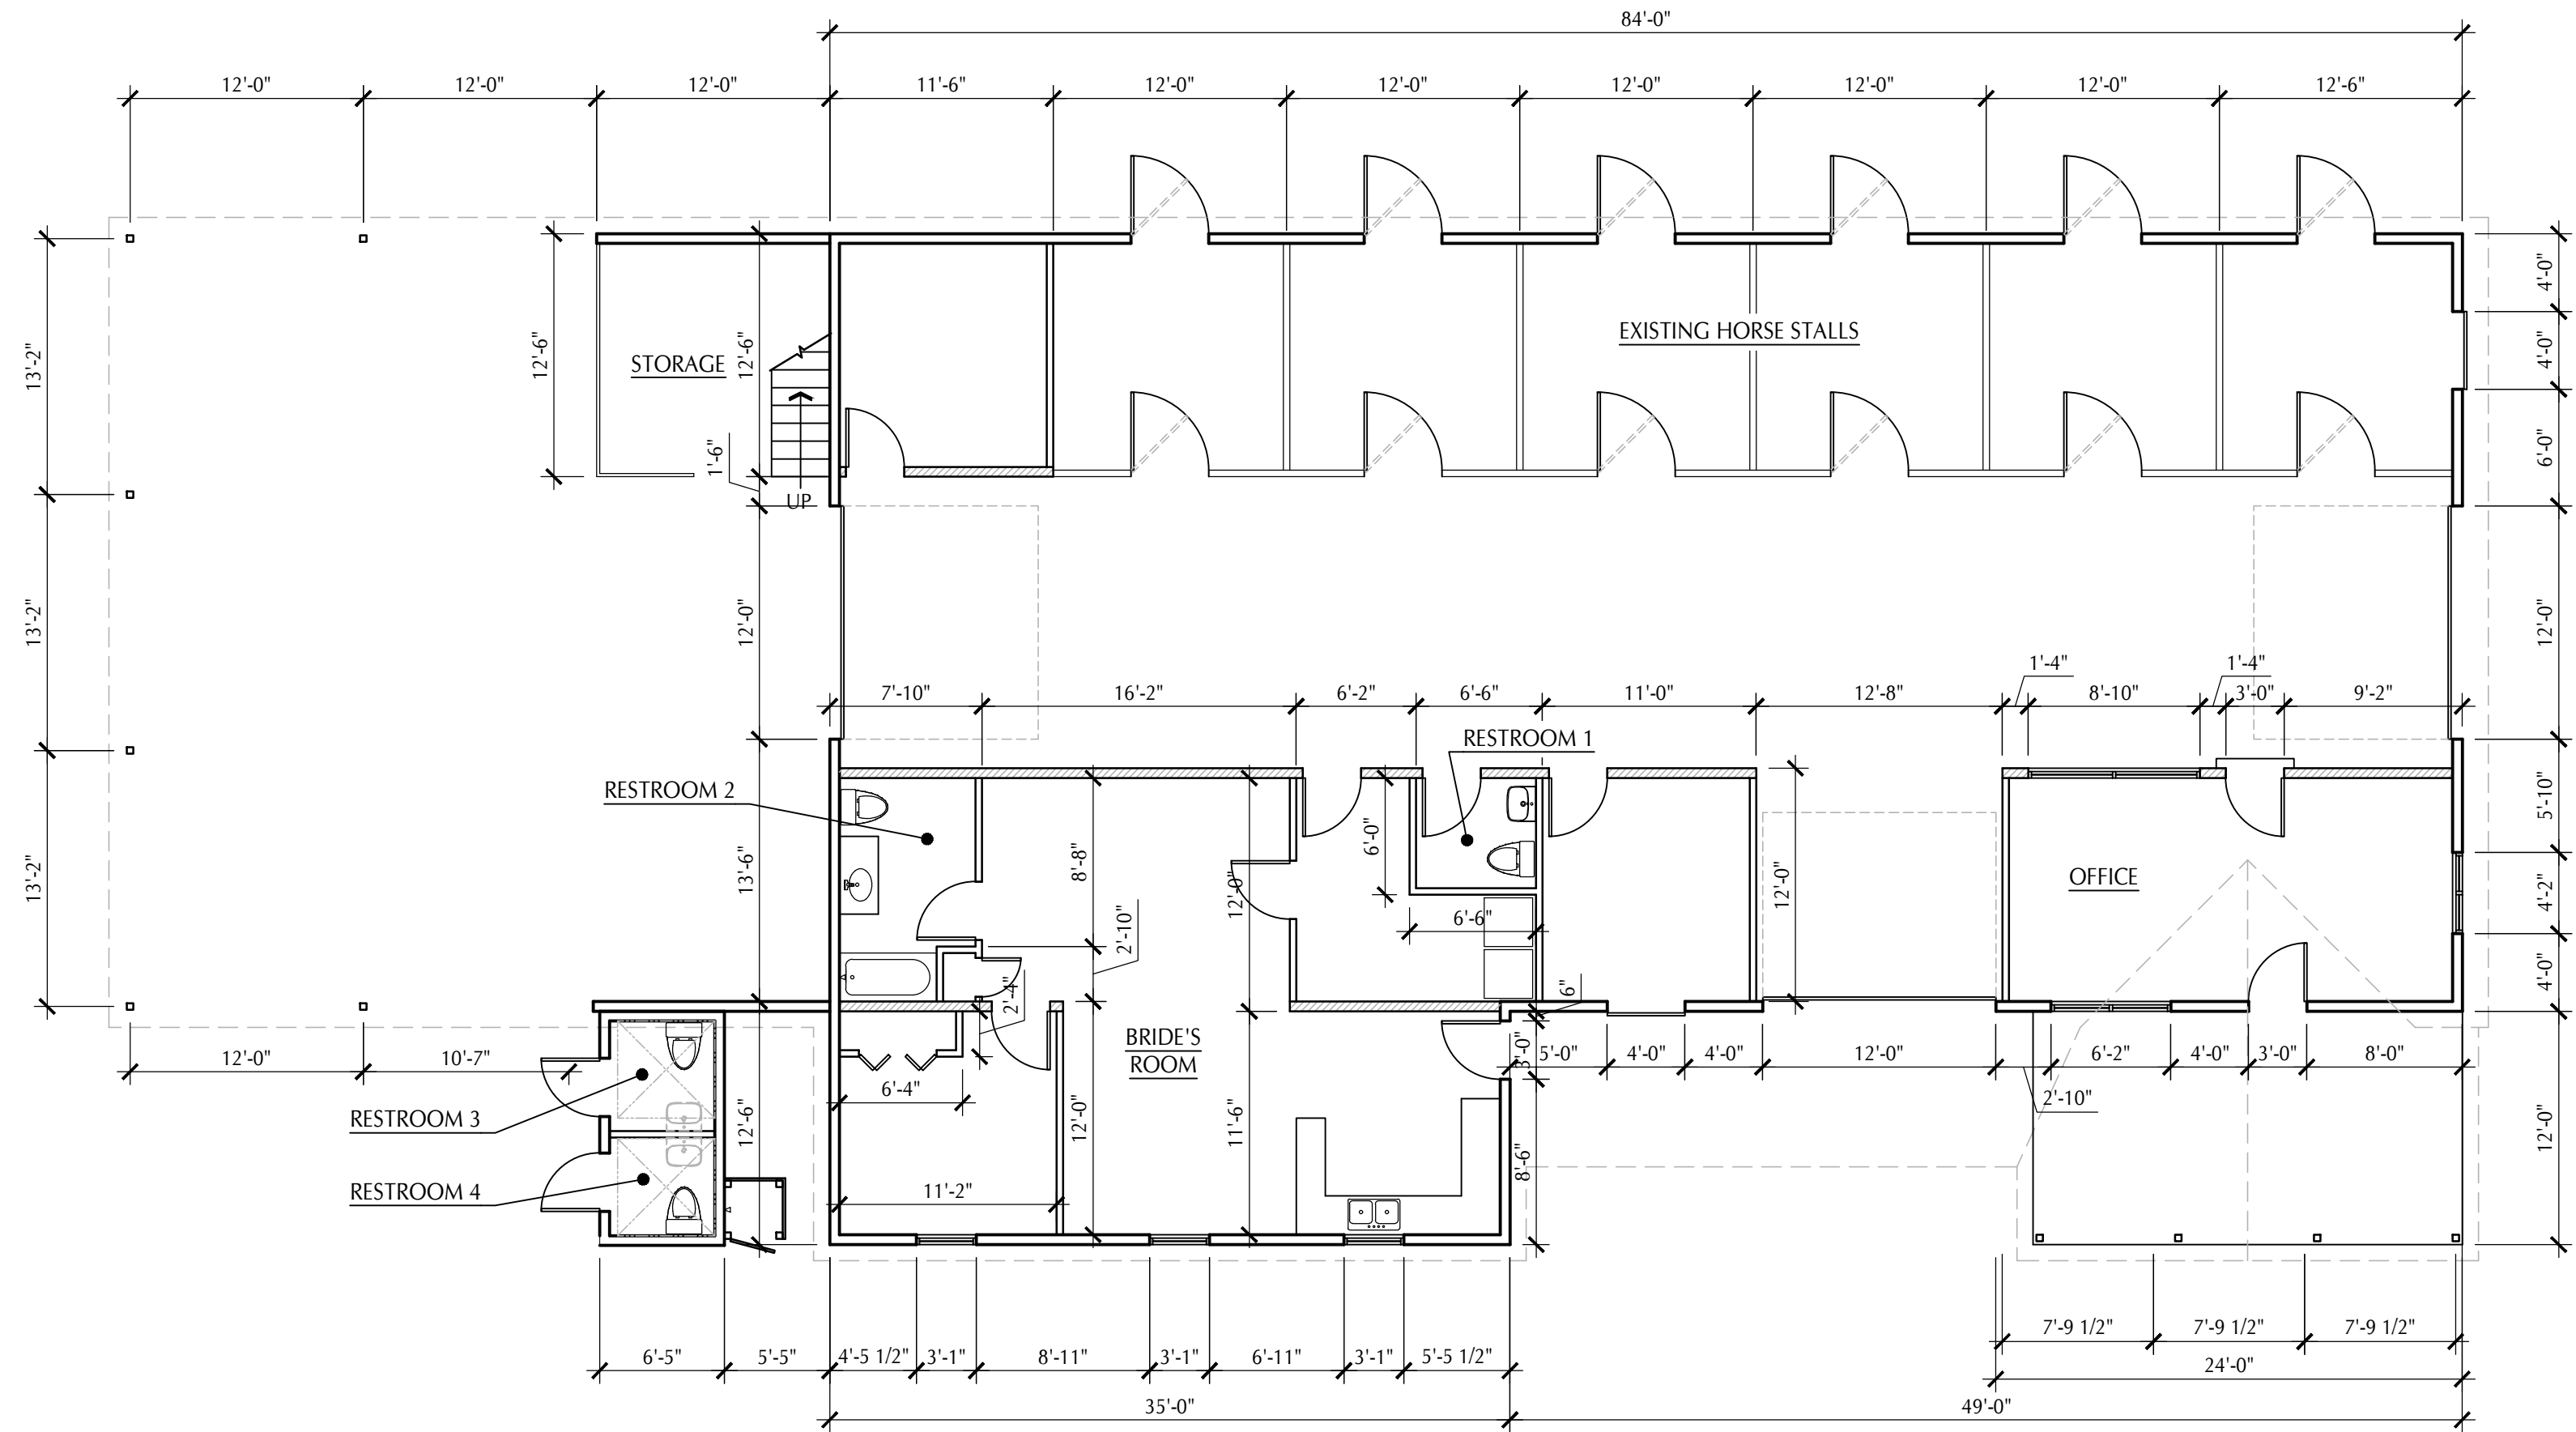 84'-0"
12'-0" 12'-0" 12'-0" 11'-6" 12'-0" 12'-0" 12'-0" 12'-0" 12'-0" 12'-6"
4'-0"
EXISTING HORSE STALLS
13'-2" 12'-6" STORAGE 12'-6" 4'-0"
1'-6" 6'-0"
UP
13'-2" 12'-0" 12'-0"
1'-4" 1'-4"
7'-10" 16'-2" 6'-2" 6'-6" 11'-0" 12'-8" 8'-10" 3'-0" 9'-2"
RESTROOM 1
RESTROOM 2 5'-10"
13'-2" 13'-6" 8'-8" 12'-0" 6'-0" 12'-0" OFFICE 4'-2"
2'-10" 6'-6"
2'-4" 6" 4'-0"
BRIDE'S
ROOM
12'-0" 10'-7" 3'-0" 5'-0" 4'-0" 4'-0" 12'-0" 6'-2" 4'-0" 3'-0" 8'-0"
6'-4" 2'-10"
RESTROOM 3 12'-6" 12'-0" 11'-6" 12'-0"
8'-6"
RESTROOM 4 11'-2"
7'-9 1/2" 7'-9 1/2" 7'-9 1/2"
6'-5" 5'-5" 4'-5 1/2" 3'-1" 8'-11" 3'-1" 6'-11" 3'-1" 5'-5 1/2"
24'-0"
35'-0" 49'-0"